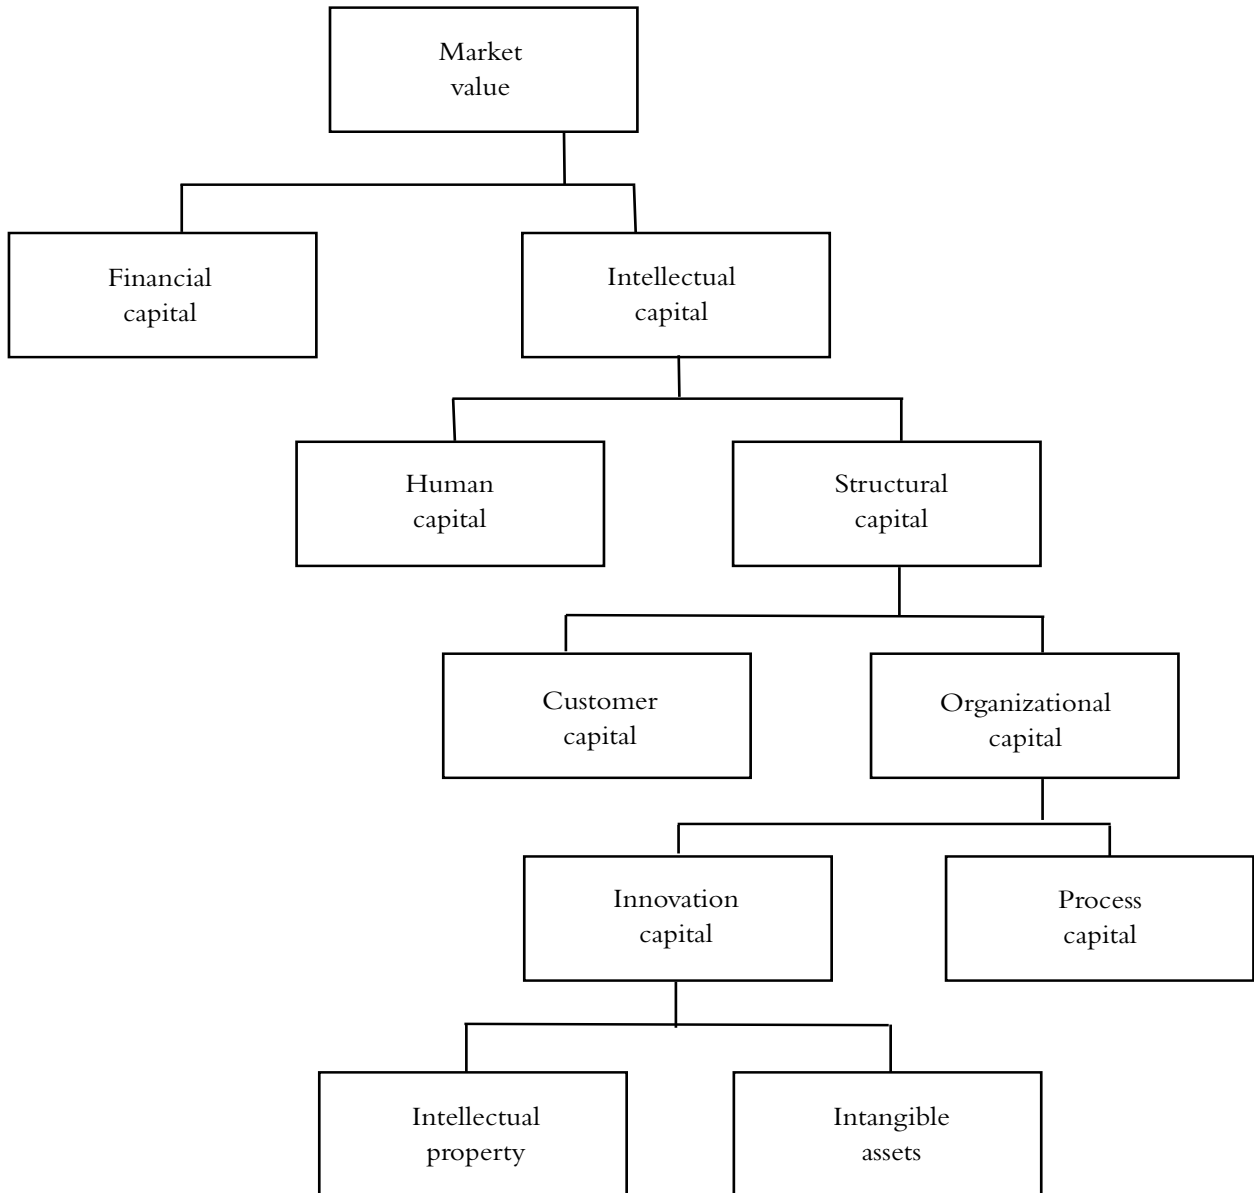 Market
value
Financial
capital
Intellectual
capital
Human
capital
Structural
capital
Customer
capital
Organizational
capital
Innovation
capital
Process
capital
Intellectual
property
Intangible
assets